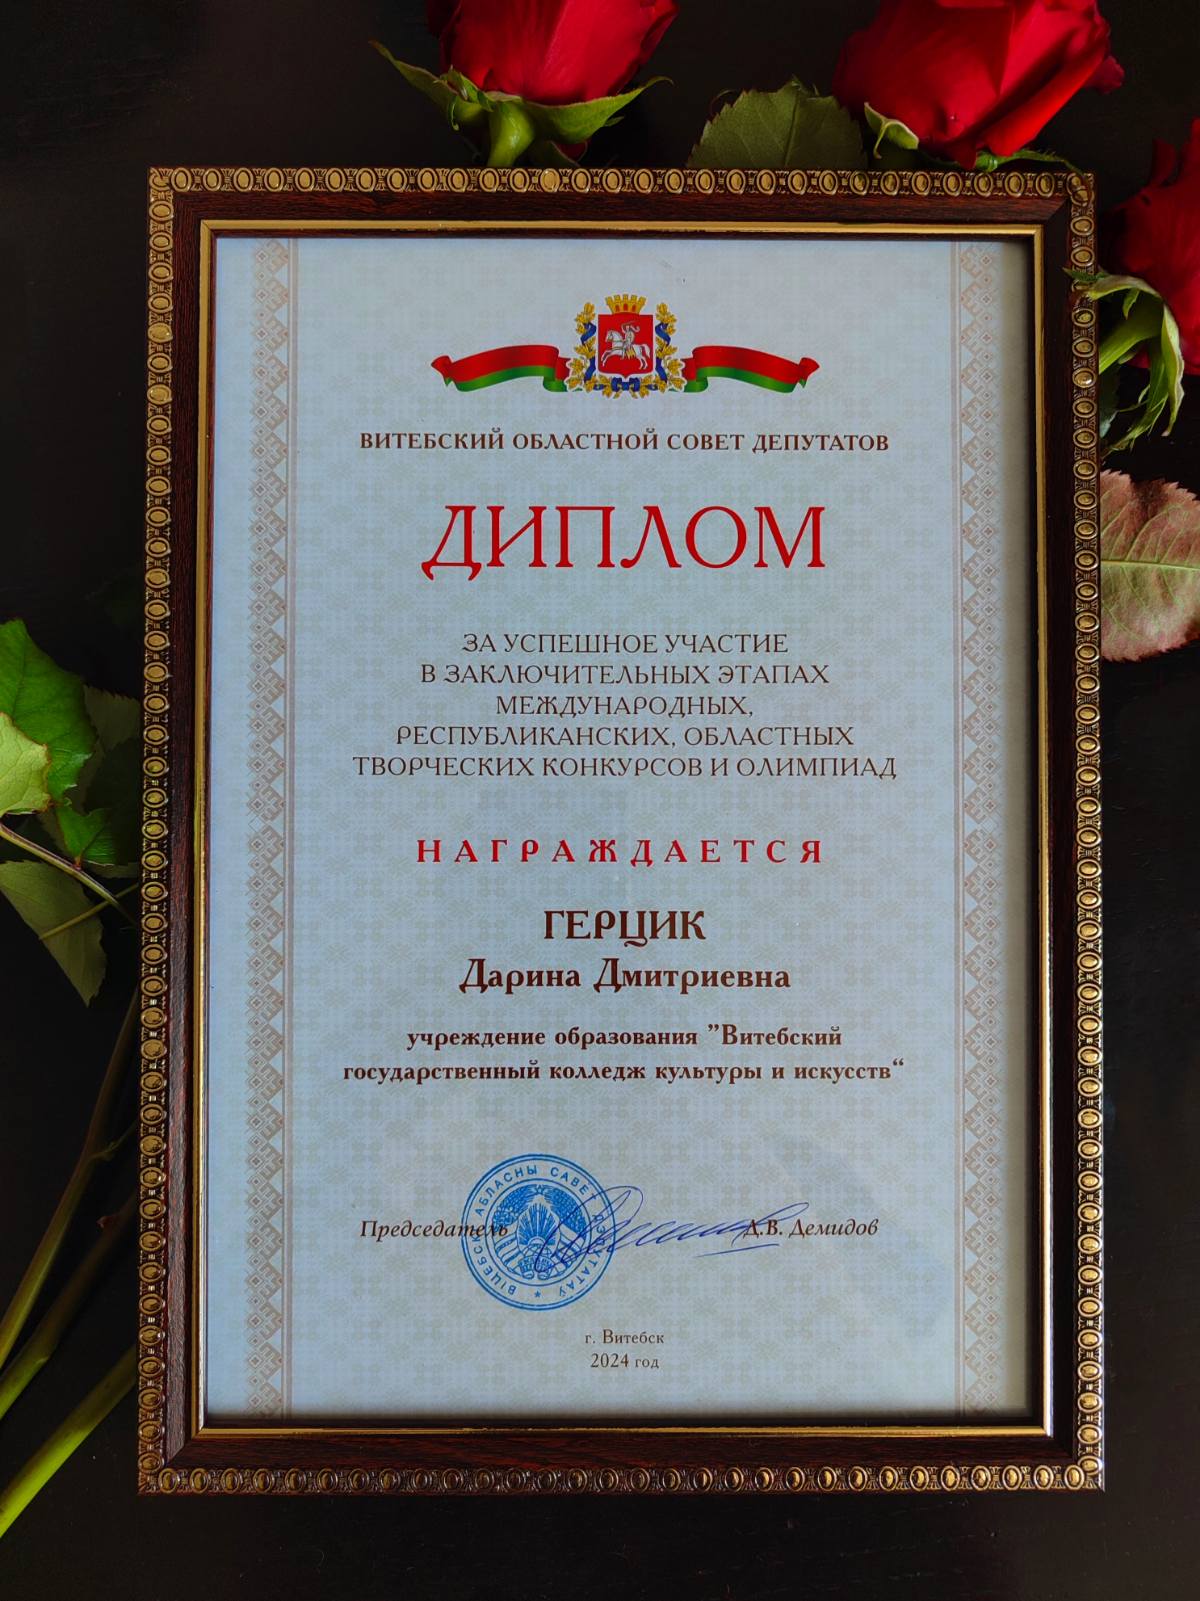 ВИТЕБСКИЙ ОБЛАСТНОЙ СОВЕТ ДЕПУТАТОВ
ДИПЛОМ
ЗА УСПЕШНОЕ УЧАСТИЕ
В ЗАКЛЮЧИТЕЛЬНЫХ ЭТАПАХ
МЕЖДУНАРОДНЫХ,
РЕСПУБЛИКАНСКИХ, ОБЛАСТНЫХ
ТВОРЧЕСКИХ КОНКУРСОВ И ОЛИМПИАД
НАГРАЖДАЕТСЯ
ГЕРЦИК
Дарина Дмитриевна
учреждение образования "Витебский
государственный колледж культуры и искусств“
Председатель Д.В. Демидов
АБЛАСНЫ САВЕТ
г. Витебск
2024 год